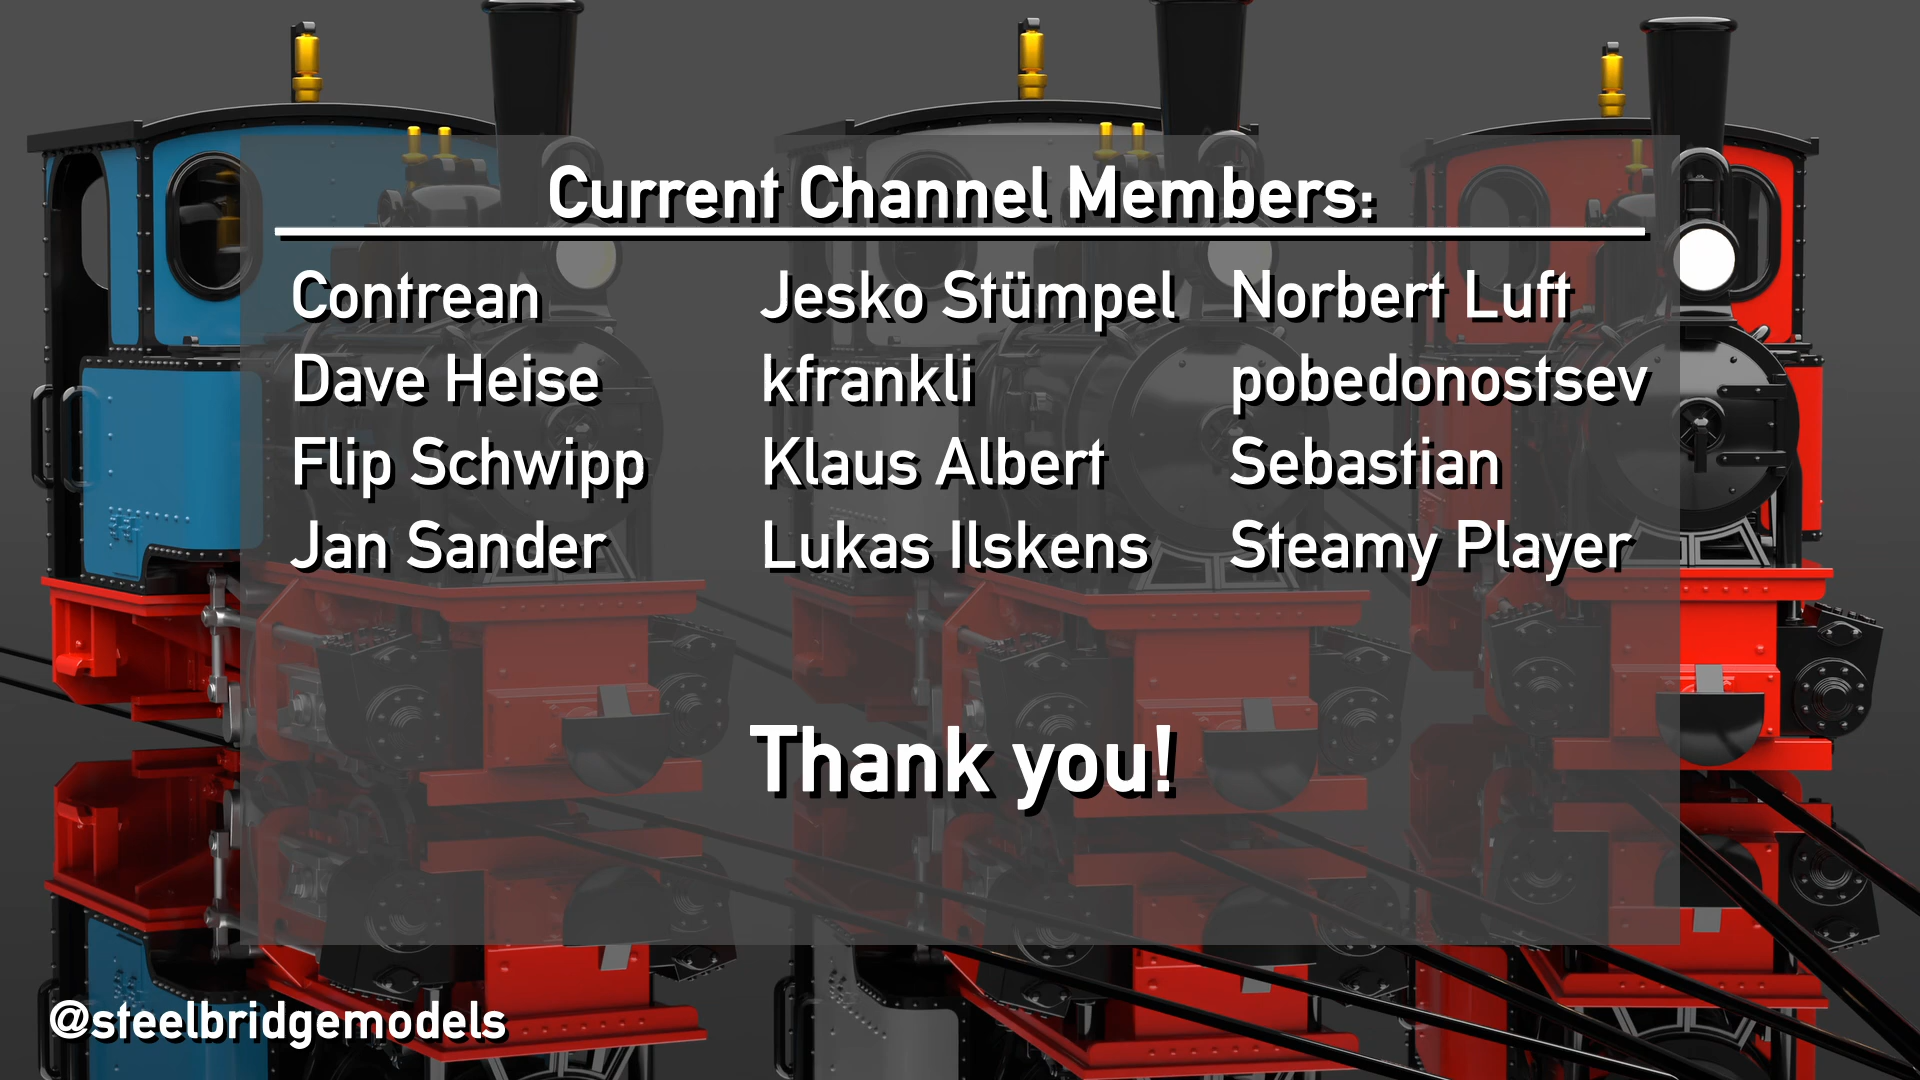 Current Channel Members:
Contrean
Dave Heise
Flip Schwipp
Jan Sander
Jesko Stümpel
kfrankli
Klaus Albert
Lukas Ilskens
Norbert Luft
pobedonostsev
Sebastian
Steamy Player
Thank you!
@steelbridgemodels